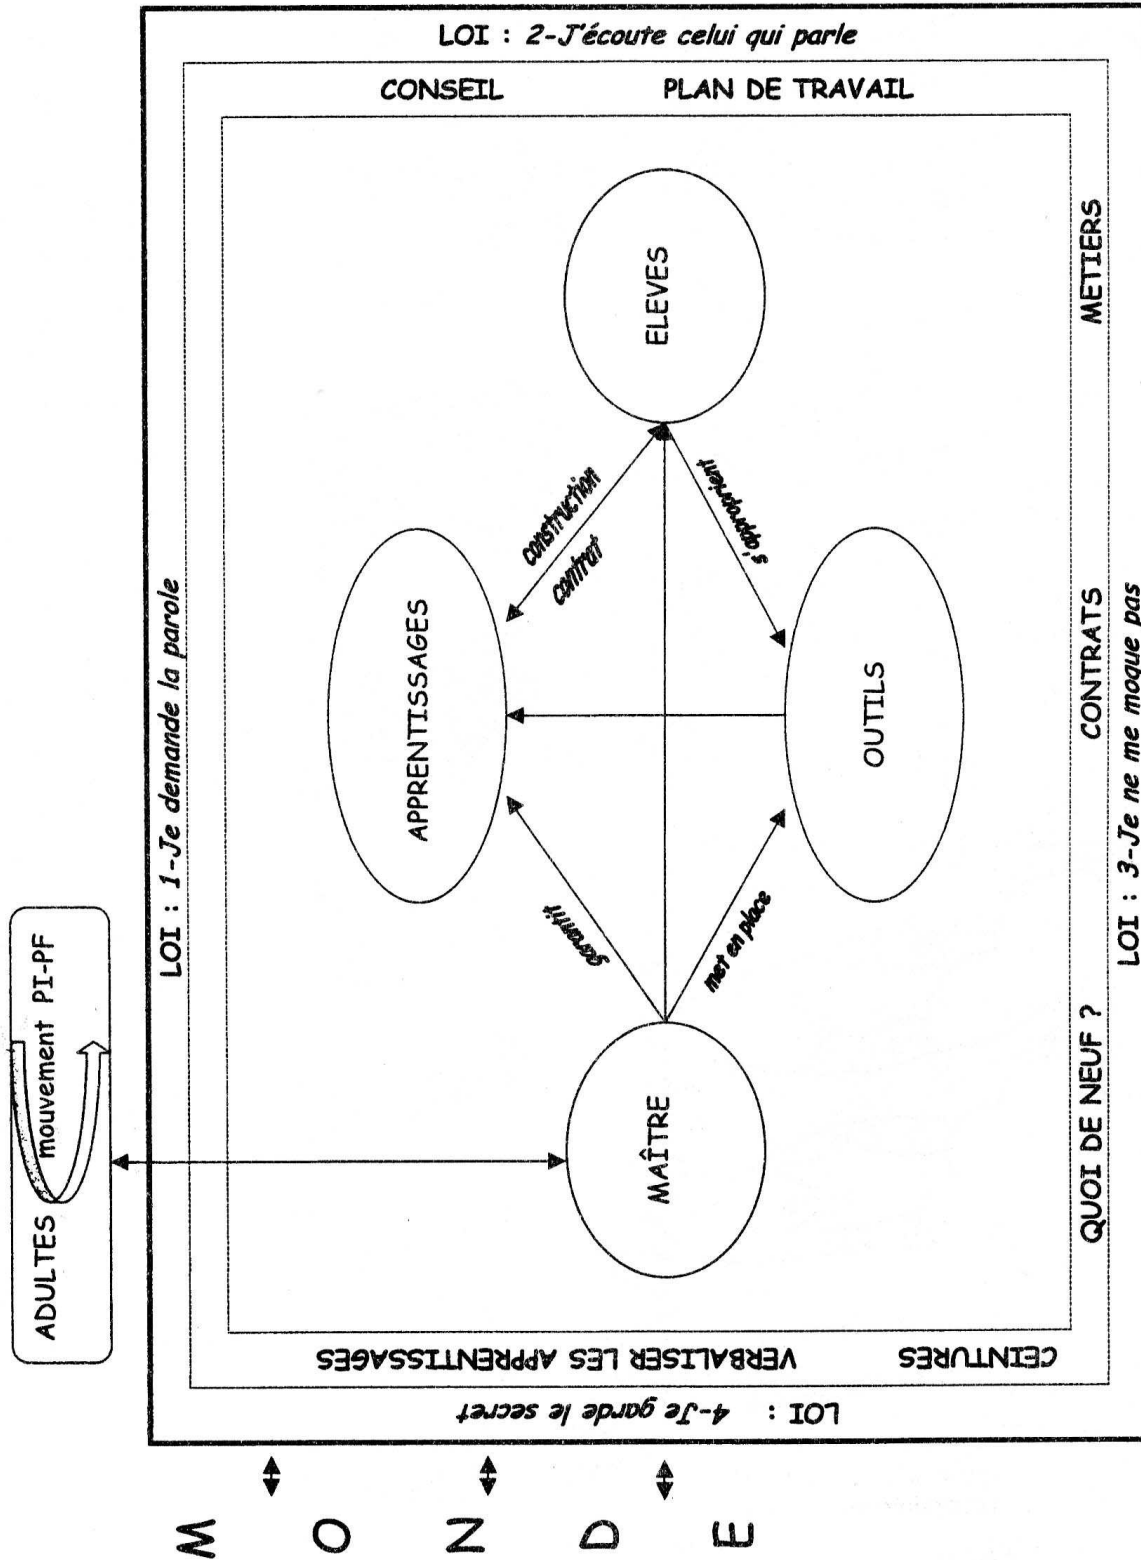 ADULTES mouvement PI-PF
LOI : 1-Je demande la parole
LOI : 2-J'écoute celui qui parle
CONSEIL PLAN DE TRAVAIL
APPRENTISSAGES
garantit
construction
contrat
MAÎTRE
ELEVES
met en place
s'approprient
OUTILS
QUOI DE NEUF ? CONTRATS METIERS
LOI : 3-Je ne me moque pas
CEINTURES VERBALISER LES APPRENTISSAGES
LOI : 4-Je garde le secret
MONDE